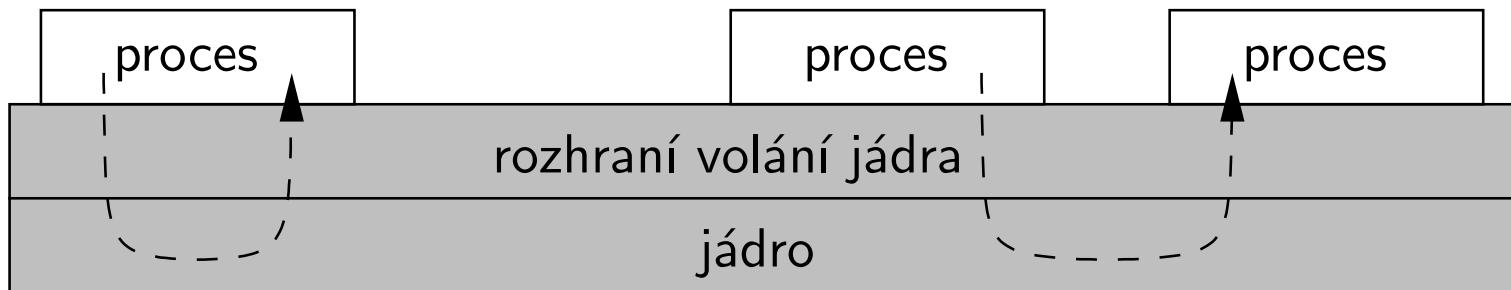 proces
proces
proces
rozhraní volání jádra
jádro